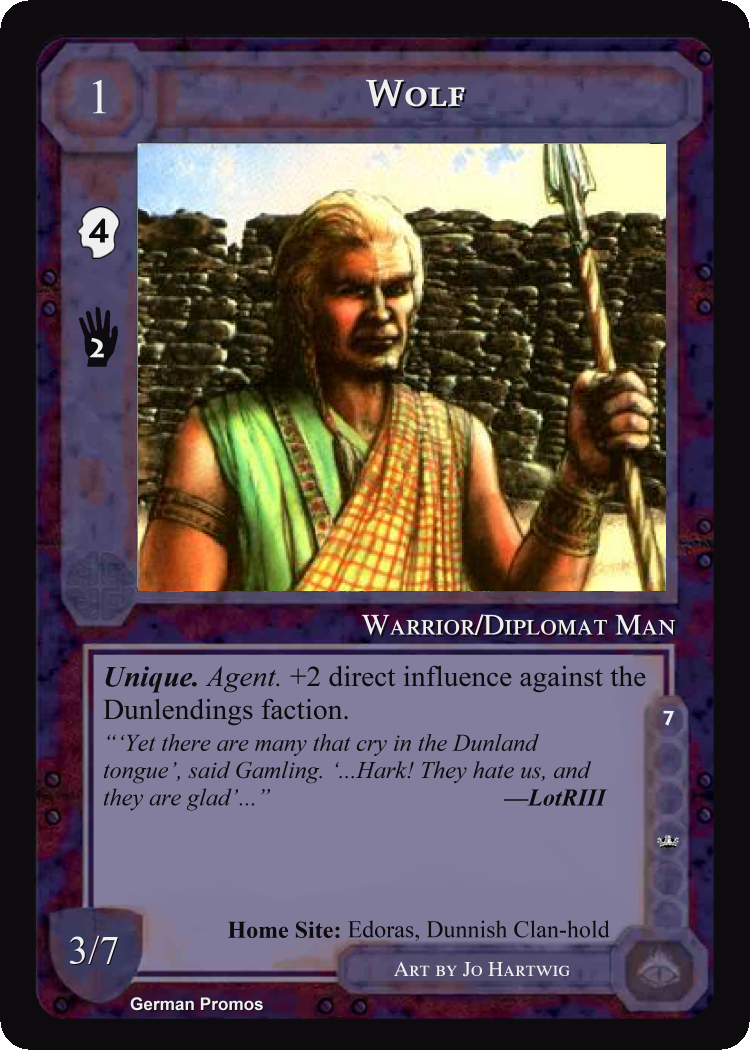 1
Wolf
4
2
Warrior/Diplomat Man
Unique. Agent. +2 direct influence against the
Dunlendings faction.
“‘Yet there are many that cry in the Dunland
tongue’, said Gamling. ‘...Hark! They hate us, and
they are glad’...” —LotRIII
7
Home Site: Edoras, Dunnish Clan-hold
3/7
Art by Jo Hartwig
German Promos